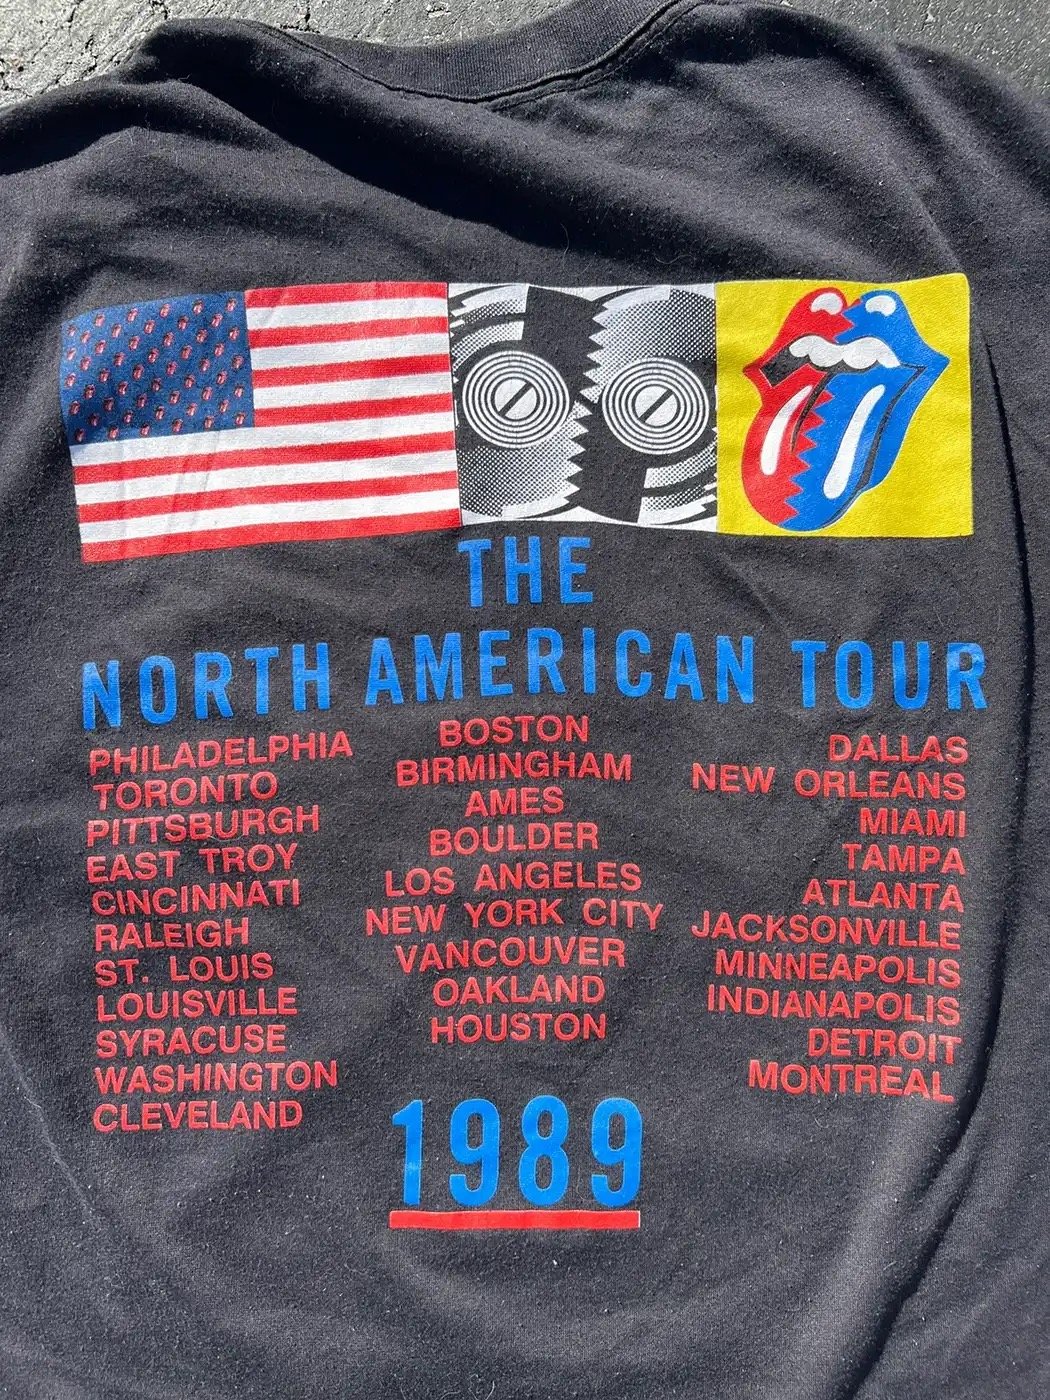 THE
NORTH AMERICAN TOUR
PHILADELPHIA
TORONTO
PITTSBURGH
EAST TROY
CINCINNATI
RALEIGH
ST. LOUIS
LOUISVILLE
SYRACUSE
WASHINGTON
CLEVELAND
BOSTON
BIRMINGHAM
AMES
BOULDER
LOS ANGELES
NEW YORK CITY
VANCOUVER
OAKLAND
HOUSTON
DALLAS
NEW ORLEANS
MIAMI
TAMPA
ATLANTA
JACKSONVILLE
MINNEAPOLIS
INDIANAPOLIS
DETROIT
MONTREAL
1989